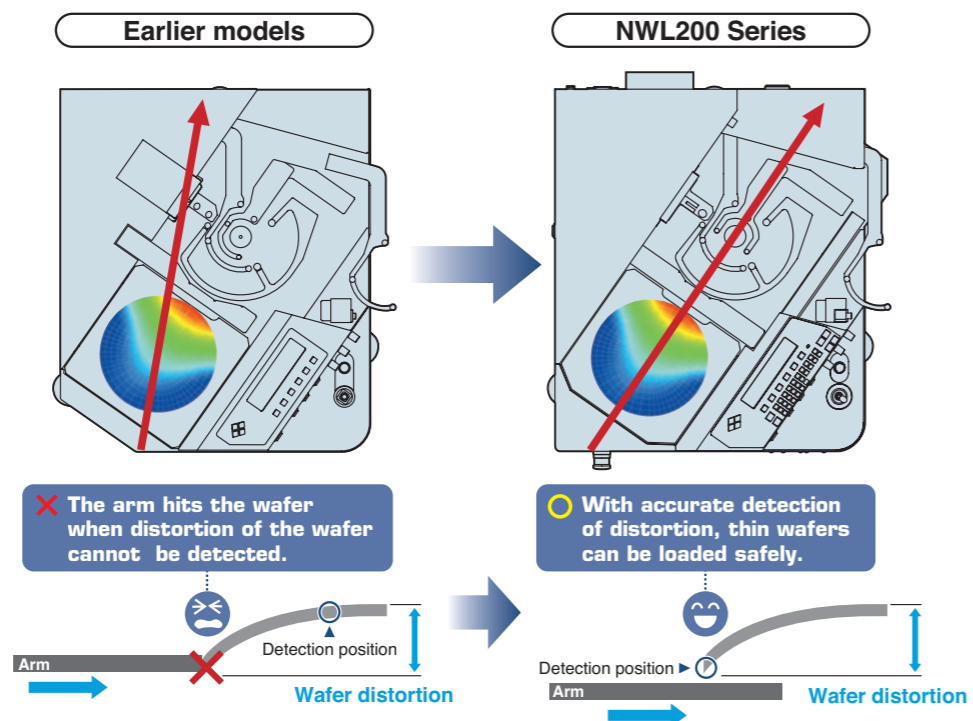 Earlier models
NWL200 Series
The arm hits the wafer
when distortion of the wafer
cannot be detected.
With accurate detection
of distortion, thin wafers
can be loaded safely.
Detection position
Arm
Wafer distortion
Detection position
Arm
Wafer distortion